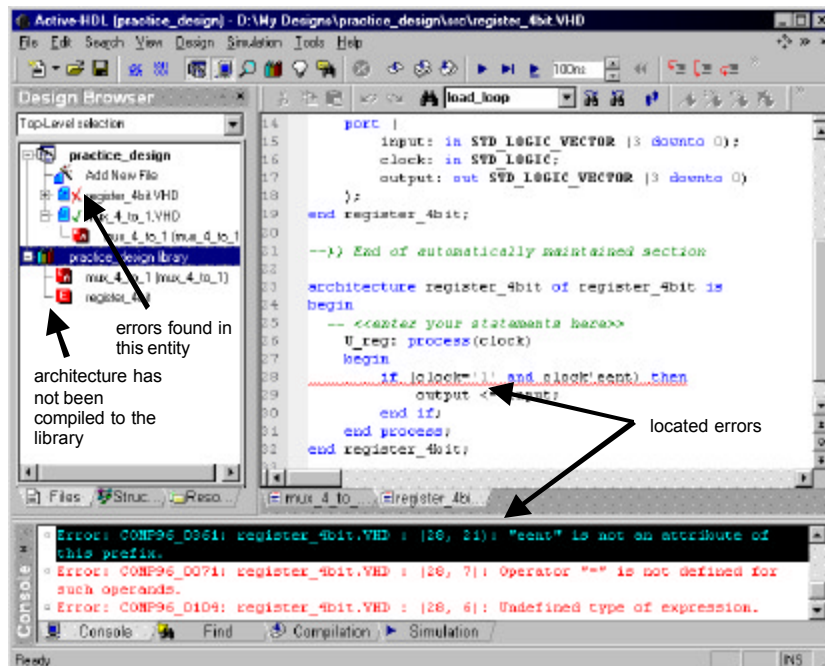 Active-HDL (practice_design) - D:\My Designs\practice_design\src\register_4bit.VHD
File Edit Search View Design Simulation Tools Help
100ns
Design Browser
load_loop
Top-Level selection
practice_design
Add New File
register_4bit.VHD
mux_4_to_1.VHD
mux_4_to_1 (mux_4_to_1
practice_design library
mux_4_to_1 (mux_4_to_1)
register_4bit
errors found in
this entity
architecture has
not been
compiled to the
library
14 port (
15 input: in STD_LOGIC_VECTOR (3 downto 0);
16 clock: in STD_LOGIC;
17 output: out STD_LOGIC_VECTOR (3 downto 0)
18 );
19 end register_4bit;
20
21 --}} End of automatically maintained section
22
23 architecture register_4bit of register_4bit is
24 begin
25 -- <<enter your statements here>>
26 U_reg: process(clock)
27 begin
28 if (clock='1' and clock'eent) then
29 output <= input;
30 end if;
31 end process;
32 end register_4bit;
33
located errors
Files Struc... Reso...
mux_4_to_... register_4bi...
Error: COMP96_0361: register_4bit.VHD : (28, 21): "eent" is not an attribute of
this prefix.
Error: COMP96_0071: register_4bit.VHD : (28, 7): Operator "=" is not defined for
such operands.
Error: COMP96_0104: register_4bit.VHD : (28, 6): Undefined type of expression.
Console
Console Find Compilation Simulation
Ready INS